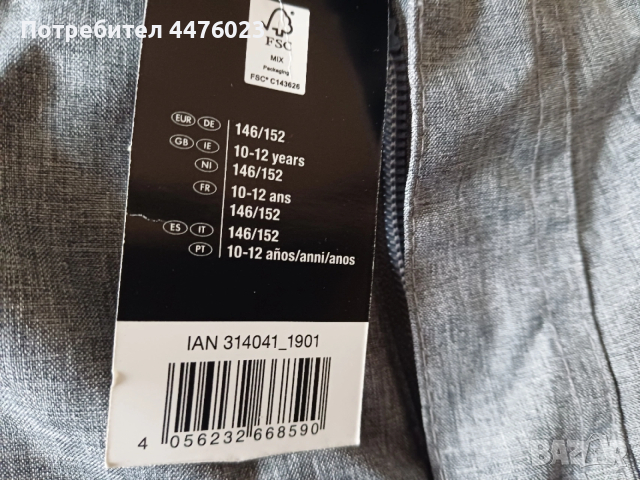 Потребител 4476023
FSC
MIX
Packaging
FSC® C143626
EUR DE 146/152
GB IE 10-12 years
NI 146/152
FR 10-12 ans
146/152
ES IT 146/152
PT 10-12 años/anni/anos
IAN 314041_1901
4 056232 668590
BAZAR